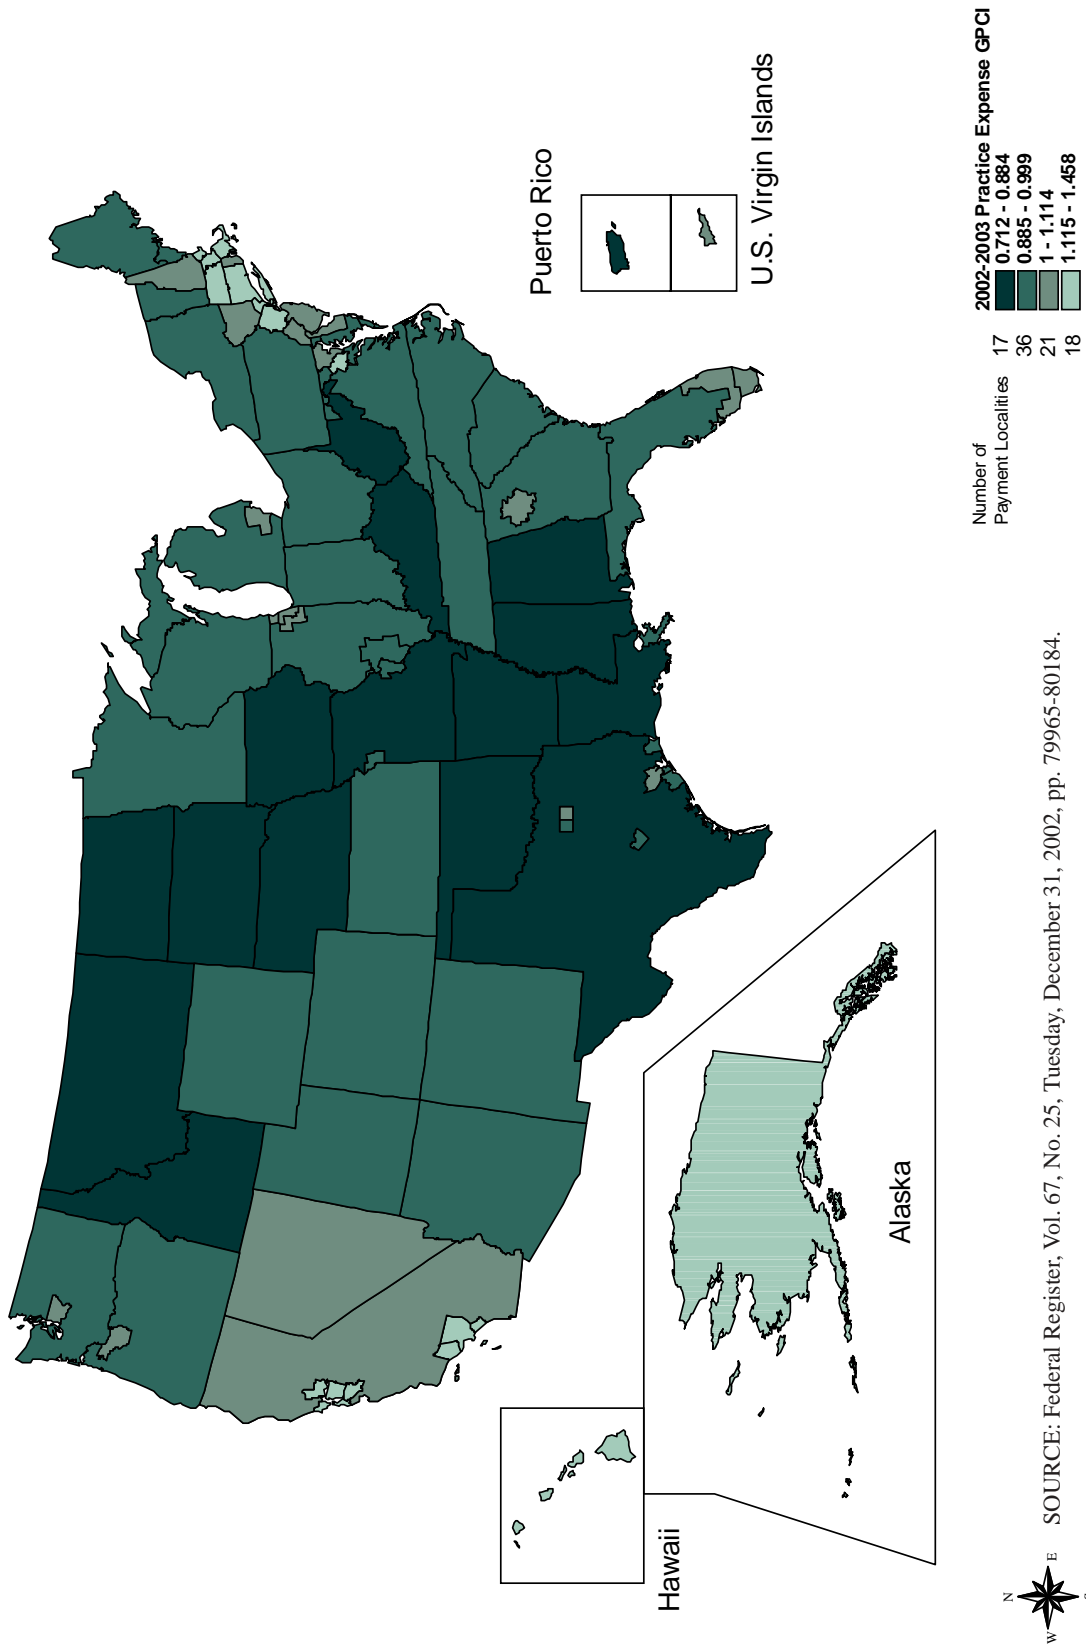 Puerto Rico
U.S. Virgin Islands
Hawaii
Alaska
Number of
Payment Localities
2002-2003 Practice Expense GPCI
17 0.712 - 0.884
36 0.885 - 0.999
21 1 - 1.114
18 1.115 - 1.458
N
W E
SOURCE: Federal Register, Vol. 67, No. 25, Tuesday, December 31, 2002, pp. 79965-80184.